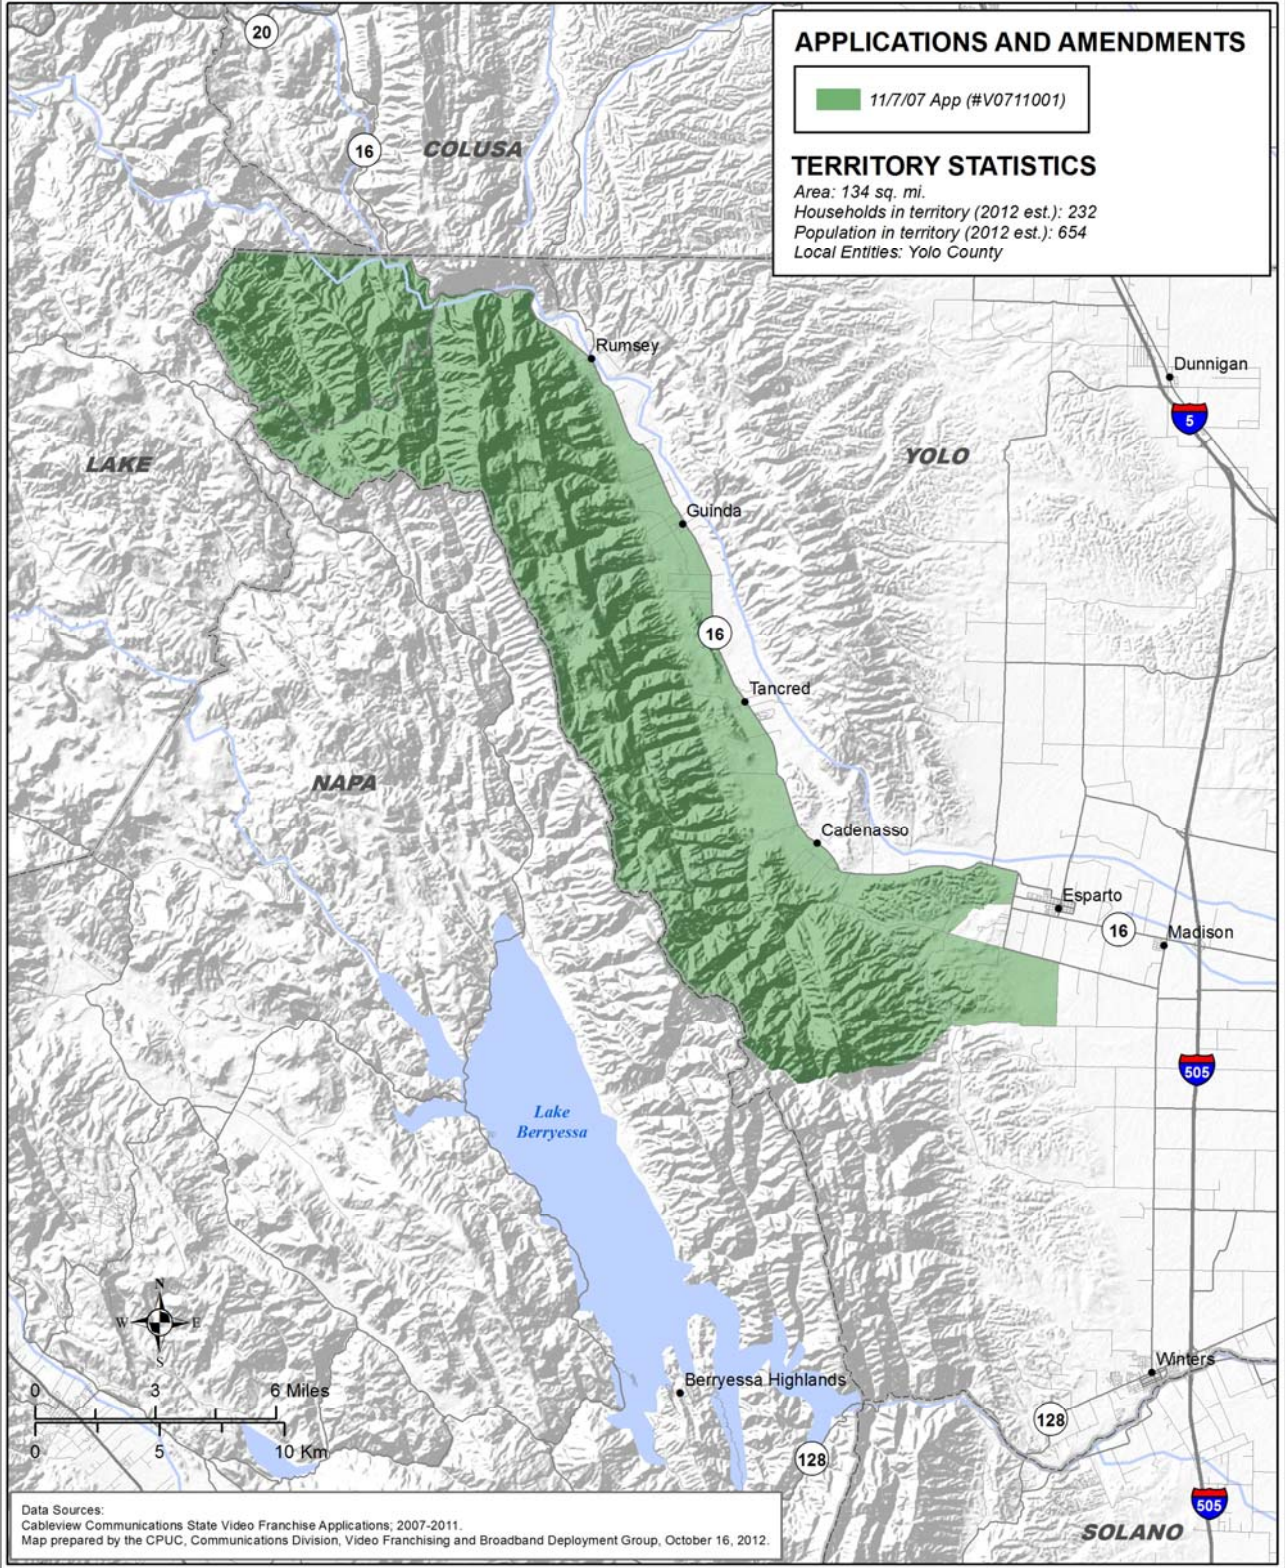 20
APPLICATIONS AND AMENDMENTS
11/7/07 App (#V0711001)
TERRITORY STATISTICS
Area: 134 sq. mi.
Households in territory (2012 est.): 232
Population in territory (2012 est.): 654
Local Entities: Yolo County
16
COLUSA
Rumsey
Dunnigan
5
LAKE
YOLO
Guinda
16
Tancred
NAPA
Cadenasso
Esparto
16
Madison
505
Lake
Berryessa
N
W E
S
Winters
0 3 6 Miles
Berryessa Highlands
128
0 5 10 Km
128
505
SOLANO
Data Sources:
Cableview Communications State Video Franchise Applications; 2007-2011.
Map prepared by the CPUC, Communications Division, Video Franchising and Broadband Deployment Group, October 16, 2012.